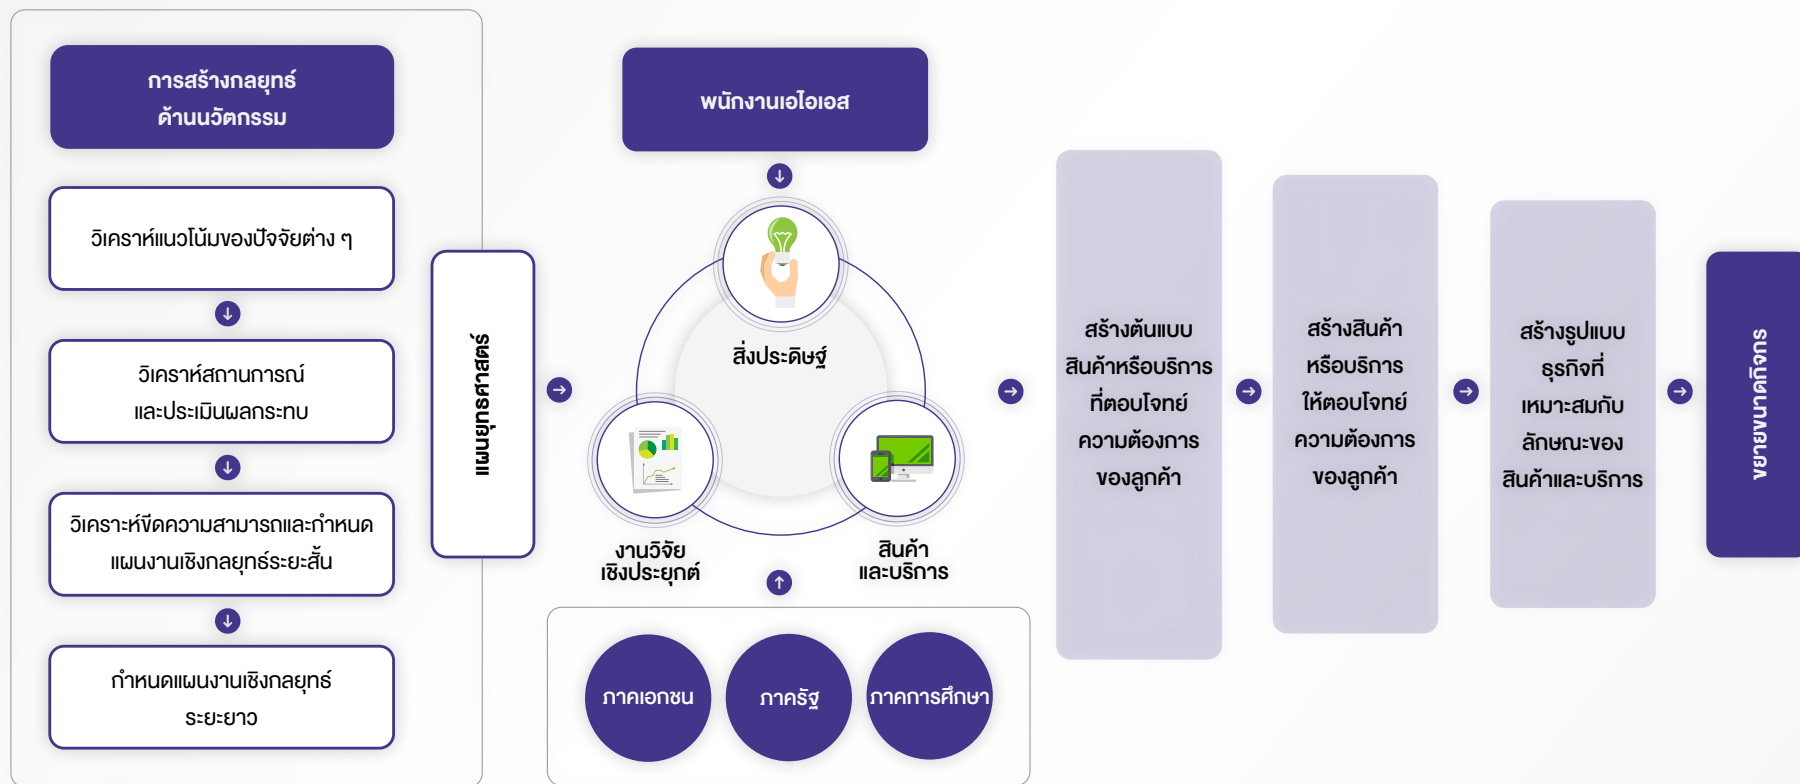 การสร้างกลยุทธ์
ด้านนวัตกรรม
วิเคราห์แนวโน้มของปัจจัยต่าง ๆ
วิเคราห์สถานการณ์
และประเมินผลกระทบ
วิเคราะห์ขีดความสามารถและกำหนด
แผนงานเชิงกลยุทธ์ระยะสั้น
กำหนดแผนงานเชิงกลยุทธ์
ระยะยาว
แผนยุทธศาสตร์
พนักงานเอไอเอส
สิ่งประดิษฐ์
งานวิจัย
เชิงประยุกต์
สินค้า
และบริการ
ภาคเอกชน
ภาครัฐ
ภาคการศึกษา
สร้างต้นแบบ
สินค้าหรือบริการ
ที่ตอบโจทย์
ความต้องการ
ของลูกค้า
สร้างสินค้า
หรือบริการ
ให้ตอบโจทย์
ความต้องการ
ของลูกค้า
สร้างรูปแบบ
ธุรกิจที่
เหมาะสมกับ
ลักษณะของ
สินค้าและบริการ
ขยายขนาดกิจการ